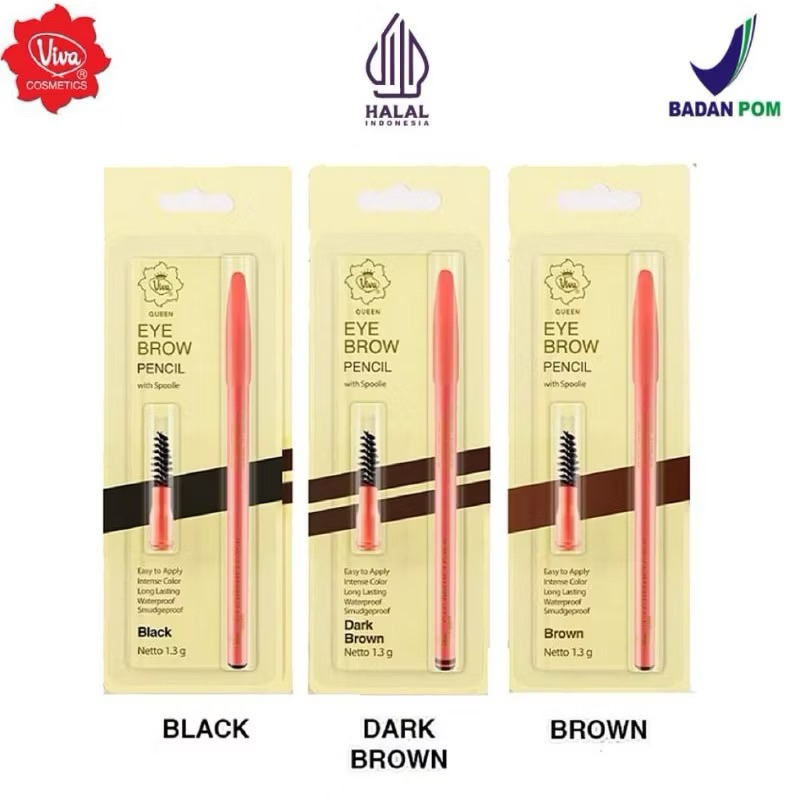 Viva
®
COSMETICS
HALAL
INDONESIA
BADAN POM
Viva
®
QUEEN
EYE
BROW
PENCIL
with Spoolie
Easy to Apply
Intense Color
Long Lasting
Waterproof
Smudgeproof
Black
Netto 1.3 g
Viva
®
QUEEN
EYE
BROW
PENCIL
with Spoolie
Easy to Apply
Intense Color
Long Lasting
Waterproof
Smudgeproof
Dark
Brown
Netto 1.3 g
Viva
®
QUEEN
EYE
BROW
PENCIL
with Spoolie
Easy to Apply
Intense Color
Long Lasting
Waterproof
Smudgeproof
Brown
Netto 1.3 g
BLACK
DARK
BROWN
BROWN